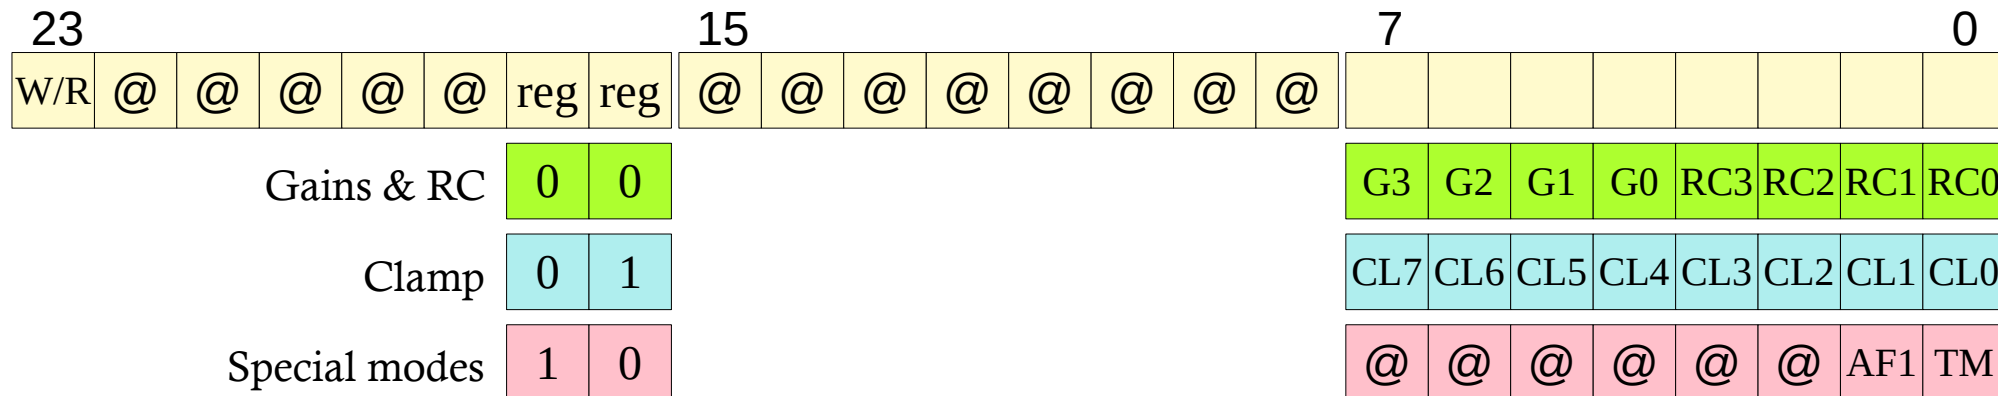 23 15 7 0
W/R @ @ @ @ @ reg reg @ @ @ @ @ @ @ @
Gains & RC 0 0 G3 G2 G1 G0 RC3 RC2 RC1 RC0
Clamp 0 1 CL7 CL6 CL5 CL4 CL3 CL2 CL1 CL0
Special modes 1 0 @ @ @ @ @ @ AF1 TM